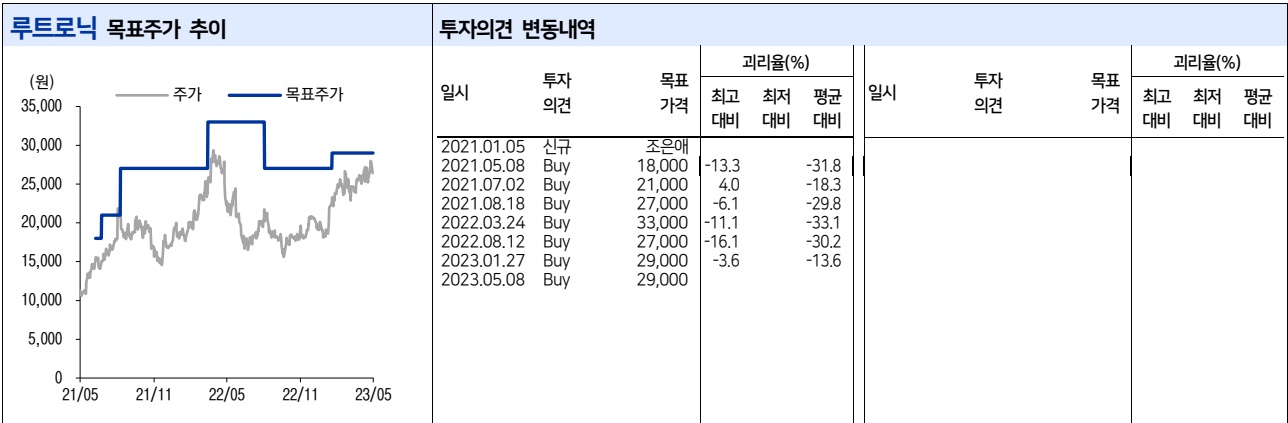 루트로닉 목표주가 추이
(원)
주가 목표주가
35,000
30,000
25,000
20,000
15,000
10,000
5,000
0
21/05 21/11 22/05 22/11 23/05
투자의견 변동내역
일시 투자의견 목표가격 괴리율(%)
최고대비 최저대비 평균대비
2021.01.05 신규 조은애
2021.05.08 Buy 18,000 -13.3 -31.8
2021.07.02 Buy 21,000 4.0 -18.3
2021.08.18 Buy 27,000 -6.1 -29.8
2022.03.24 Buy 33,000 -11.1 -33.1
2022.08.12 Buy 27,000 -16.1 -30.2
2023.01.27 Buy 29,000 -3.6 -13.6
2023.05.08 Buy 29,000
일시 투자의견 목표가격 괴리율(%)
최고대비 최저대비 평균대비